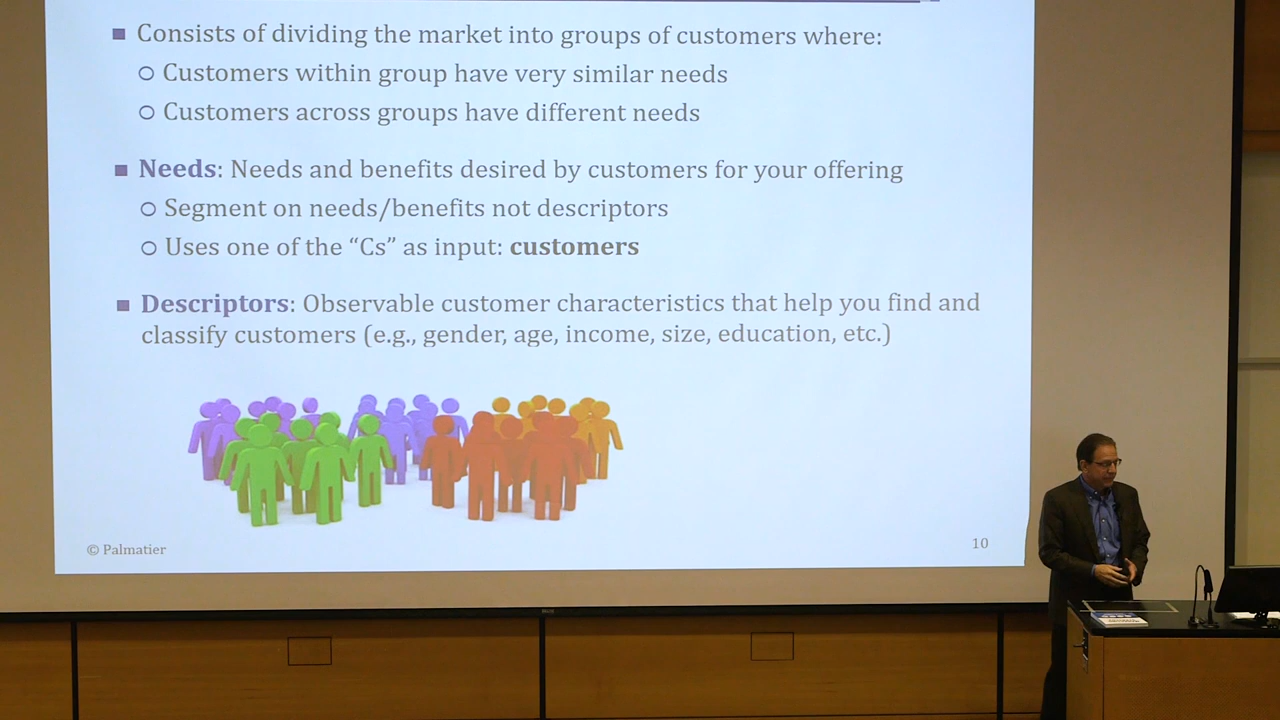 ■ Consists of dividing the market into groups of customers where:
○ Customers within group have very similar needs
○ Customers across groups have different needs
■ Needs: Needs and benefits desired by customers for your offering
○ Segment on needs/benefits not descriptors
○ Uses one of the “Cs” as input: customers
■ Descriptors: Observable customer characteristics that help you find and
classify customers (e.g., gender, age, income, size, education, etc.)
© Palmatier
10